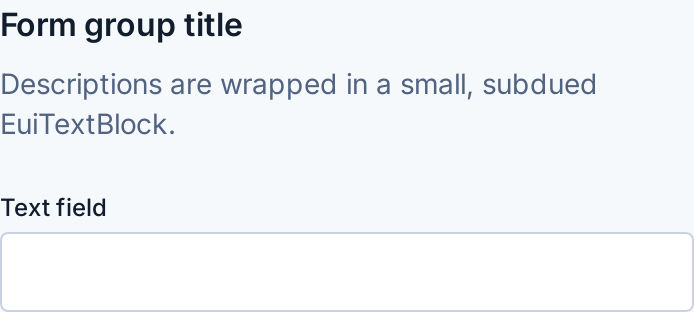 Form group title
Descriptions are wrapped in a small, subdued
EuiTextBlock.
Text field